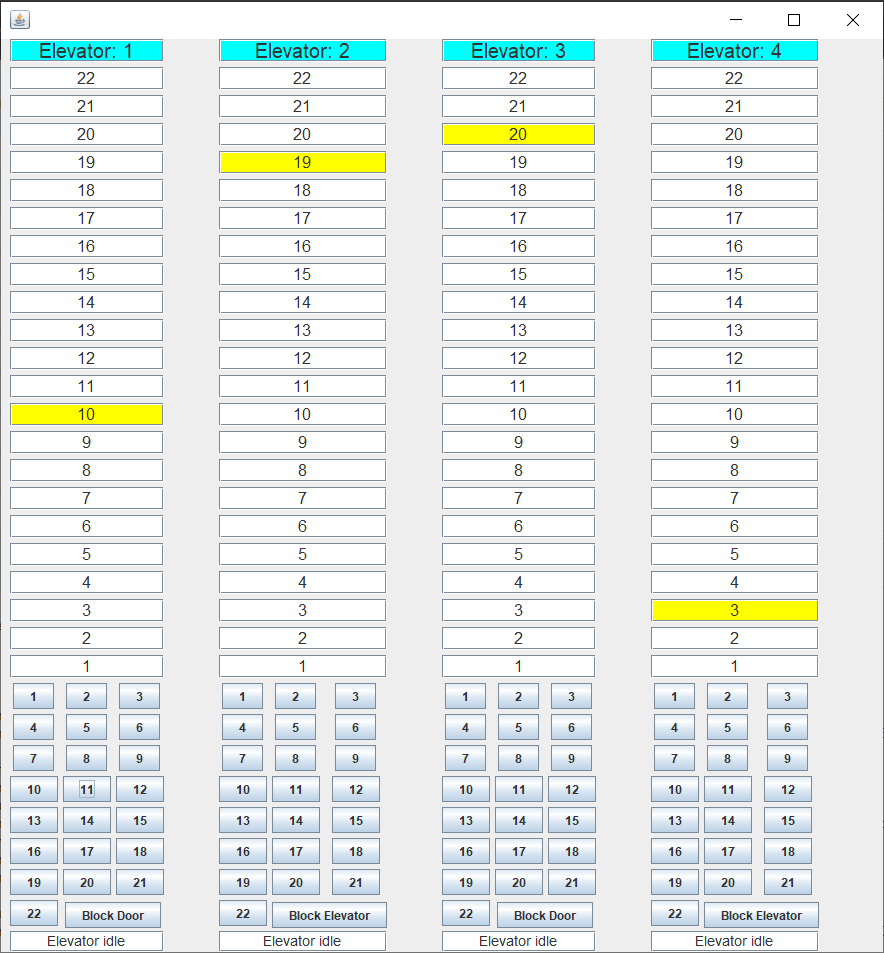 Elevator: 1 Elevator: 2 Elevator: 3 Elevator: 4
22 22 22 22
21 21 21 21
20 20 20 20
19 19 19 19
18 18 18 18
17 17 17 17
16 16 16 16
15 15 15 15
14 14 14 14
13 13 13 13
12 12 12 12
11 11 11 11
10 10 10 10
9 9 9 9
8 8 8 8
7 7 7 7
6 6 6 6
5 5 5 5
4 4 4 4
3 3 3 3
2 2 2 2
1 1 1 1
1 2 3 1 2 3 1 2 3 1 2 3
4 5 6 4 5 6 4 5 6 4 5 6
7 8 9 7 8 9 7 8 9 7 8 9
10 11 12 10 11 12 10 11 12 10 11 12
13 14 15 13 14 15 13 14 15 13 14 15
16 17 18 16 17 18 16 17 18 16 17 18
19 20 21 19 20 21 19 20 21 19 20 21
22 Block Door 22 Block Elevator 22 Block Door 22 Block Elevator
Elevator idle Elevator idle Elevator idle Elevator idle